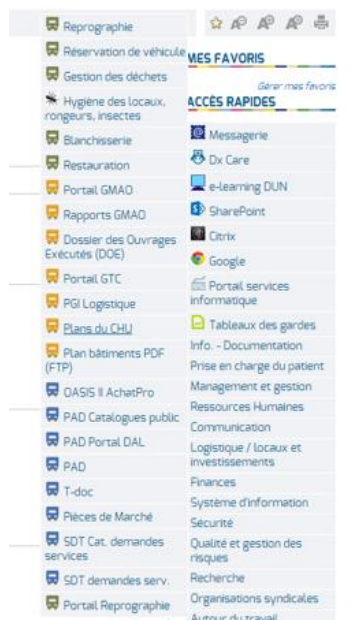 Reprographie
Réservation de véhicule
Gestion des déchets
Hygiène des locaux,
rongeurs, insectes
Blanchisserie
Restauration
Portail GMAO
Rapports GMAO
Dossier des Ouvrages
Exécutés (DOE)
Portail GTC
PGI Logistique
Plans du CHU
Plan bâtiments PDF
(FTP)
OASIS II AchatPro
PAD Catalogues public
PAD Portail DAL
PAD
T-doc
Pièces de Marché
SDT Cat. demandes
services
SDT demandes serv.
Portail Reprographie
MES FAVORIS
Gérer mes favoris
ACCÈS RAPIDES
Messagerie
Dx Care
e-learning DUN
SharePoint
Citrix
Google
Portail services
informatique
Tableaux des gardes
Info. - Documentation
Prise en charge du patient
Management et gestion
Ressources Humaines
Communication
Logistique / locaux et
investissements
Finances
Système d'information
Sécurité
Qualité et gestion des
risques
Recherche
Organisations syndicales
Autour du travail